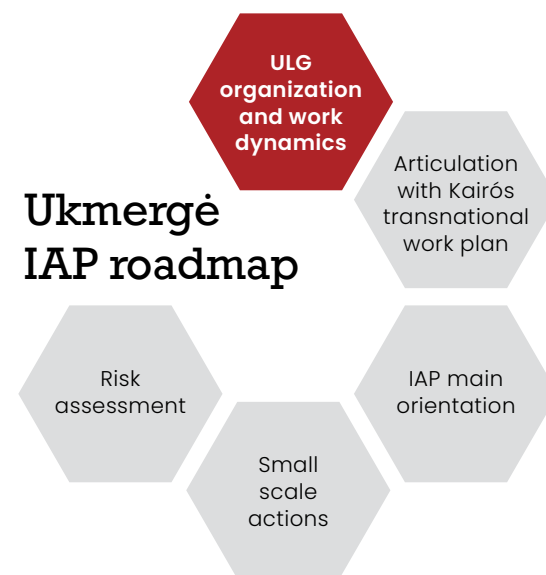 ULG
organization
and work
dynamics
Articulation
with Kairós
transnational
work plan
Ukmergė
IAP roadmap
Risk
assessment
IAP main
orientation
Small
scale
actions